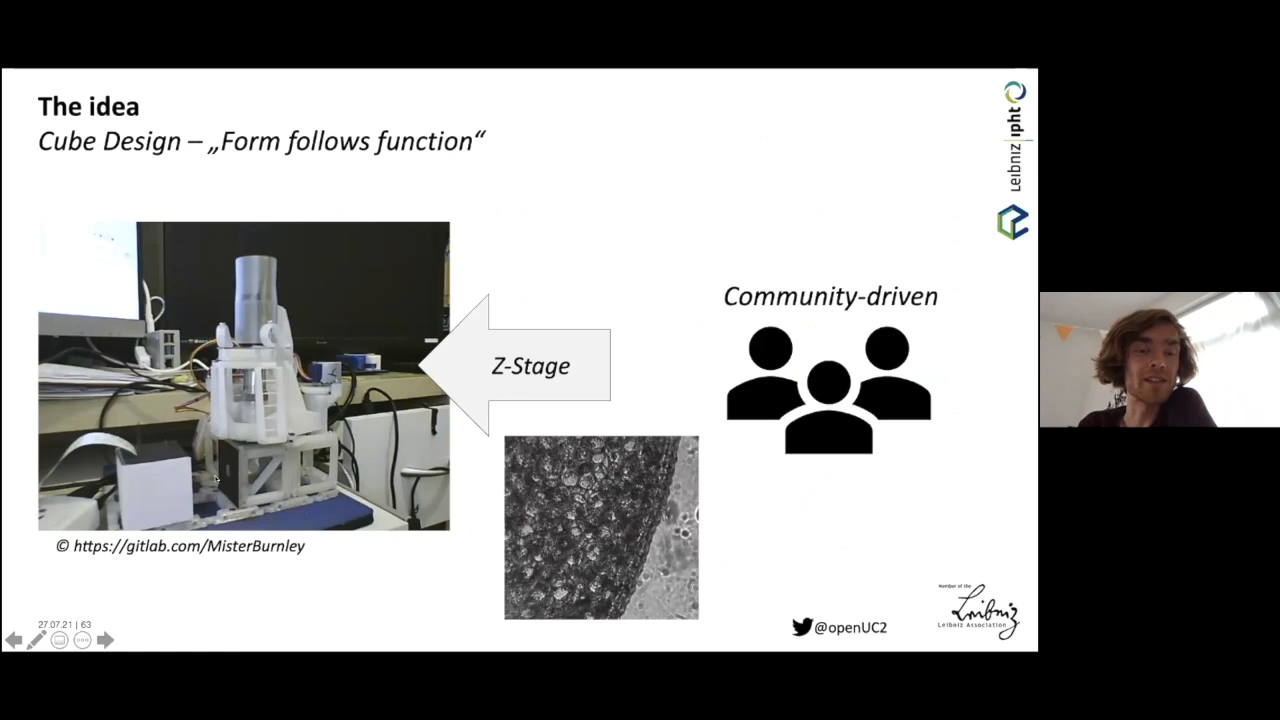 The idea
Cube Design – „Form follows function“
Leibniz ipht
Community-driven
Z-Stage
© https://gitlab.com/MisterBurnley
27.07.21 | 63
@openUC2
Member of the
Leibniz
Leibniz Association